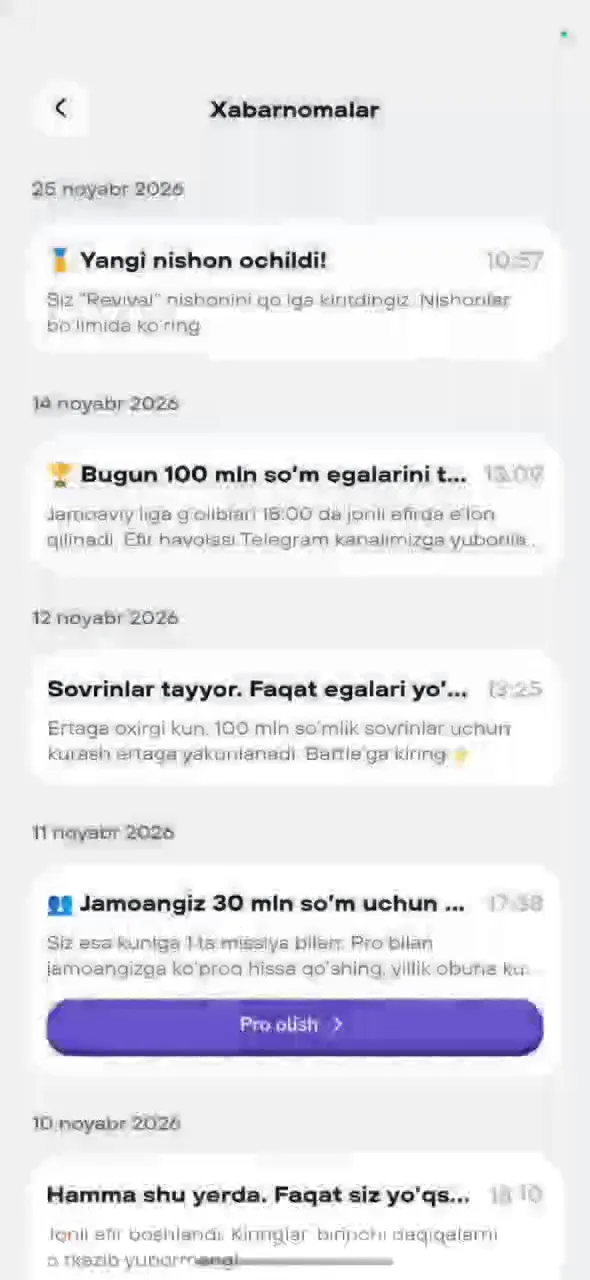 Xabarnomalar
25 noyabr 2026
Yangi nishon ochildi! 10:57
Siz "Revival" nishonini qo'lga kiritdingiz. Nishonlar
bo'limida ko'ring
14 noyabr 2026
Bugun 100 mln so'm egalarini t... 13:09
Jamoaviy liga g'oliblari 18:00 da jonli efirda e'lon
qilinadi. Efir havolasi Telegram kanalimizga yuborila...
12 noyabr 2026
Sovrinlar tayyor. Faqat egalari yo'... 13:25
Ertaga oxirgi kun. 100 mln so'mlik sovrinlar uchun
kurash ertaga yakunlanadi. Battle'ga kiring
11 noyabr 2026
Jamoangiz 30 mln so'm uchun ... 17:38
Siz esa kuniga 1 ta missiya bilan. Pro bilan
jamoangizga ko'proq hissa qo'shing, yillik obuna ku...
Pro olish
10 noyabr 2026
Hamma shu yerda. Faqat siz yo'qs... 18:10
Jonli efir boshlandi. Kiringlar, birinchi daqiqalarni
o'tkazib yubormang!